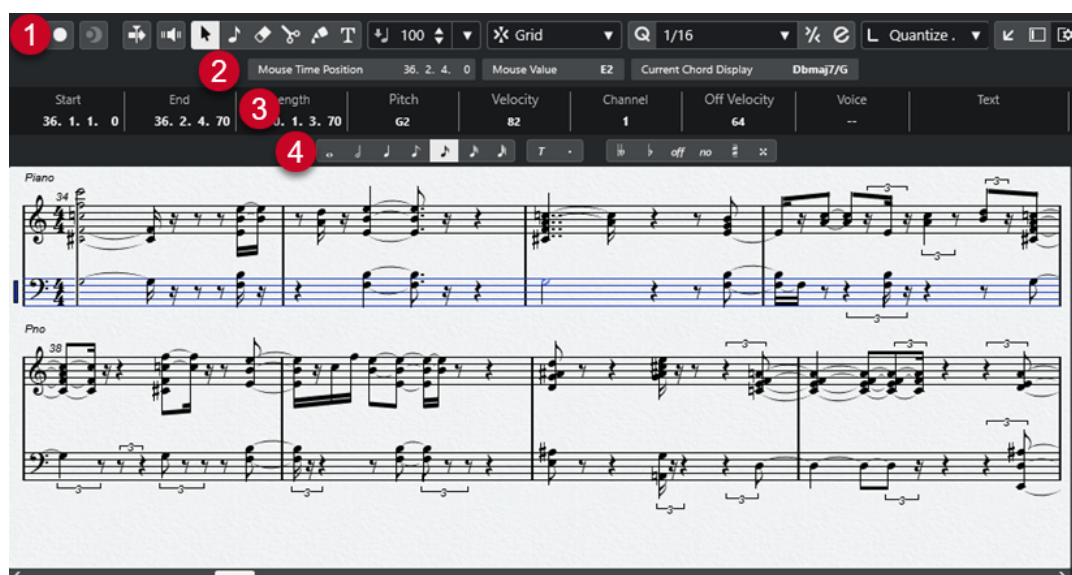 1 100 Grid Q 1/16 L Quantize .
2 Mouse Time Position 36. 2. 4. 0 Mouse Value E2 Current Chord Display Dbmaj7/G
Start End 3 ength Pitch Velocity Channel Off Velocity Voice Text
36. 1. 1. 0 36. 2. 4. 70 0. 1. 3. 70 G2 82 1 64 --
4 T . off no x
Piano
34 3 3
3
3
Pno
38 3 3
3
3 3 3 3 3 3
3